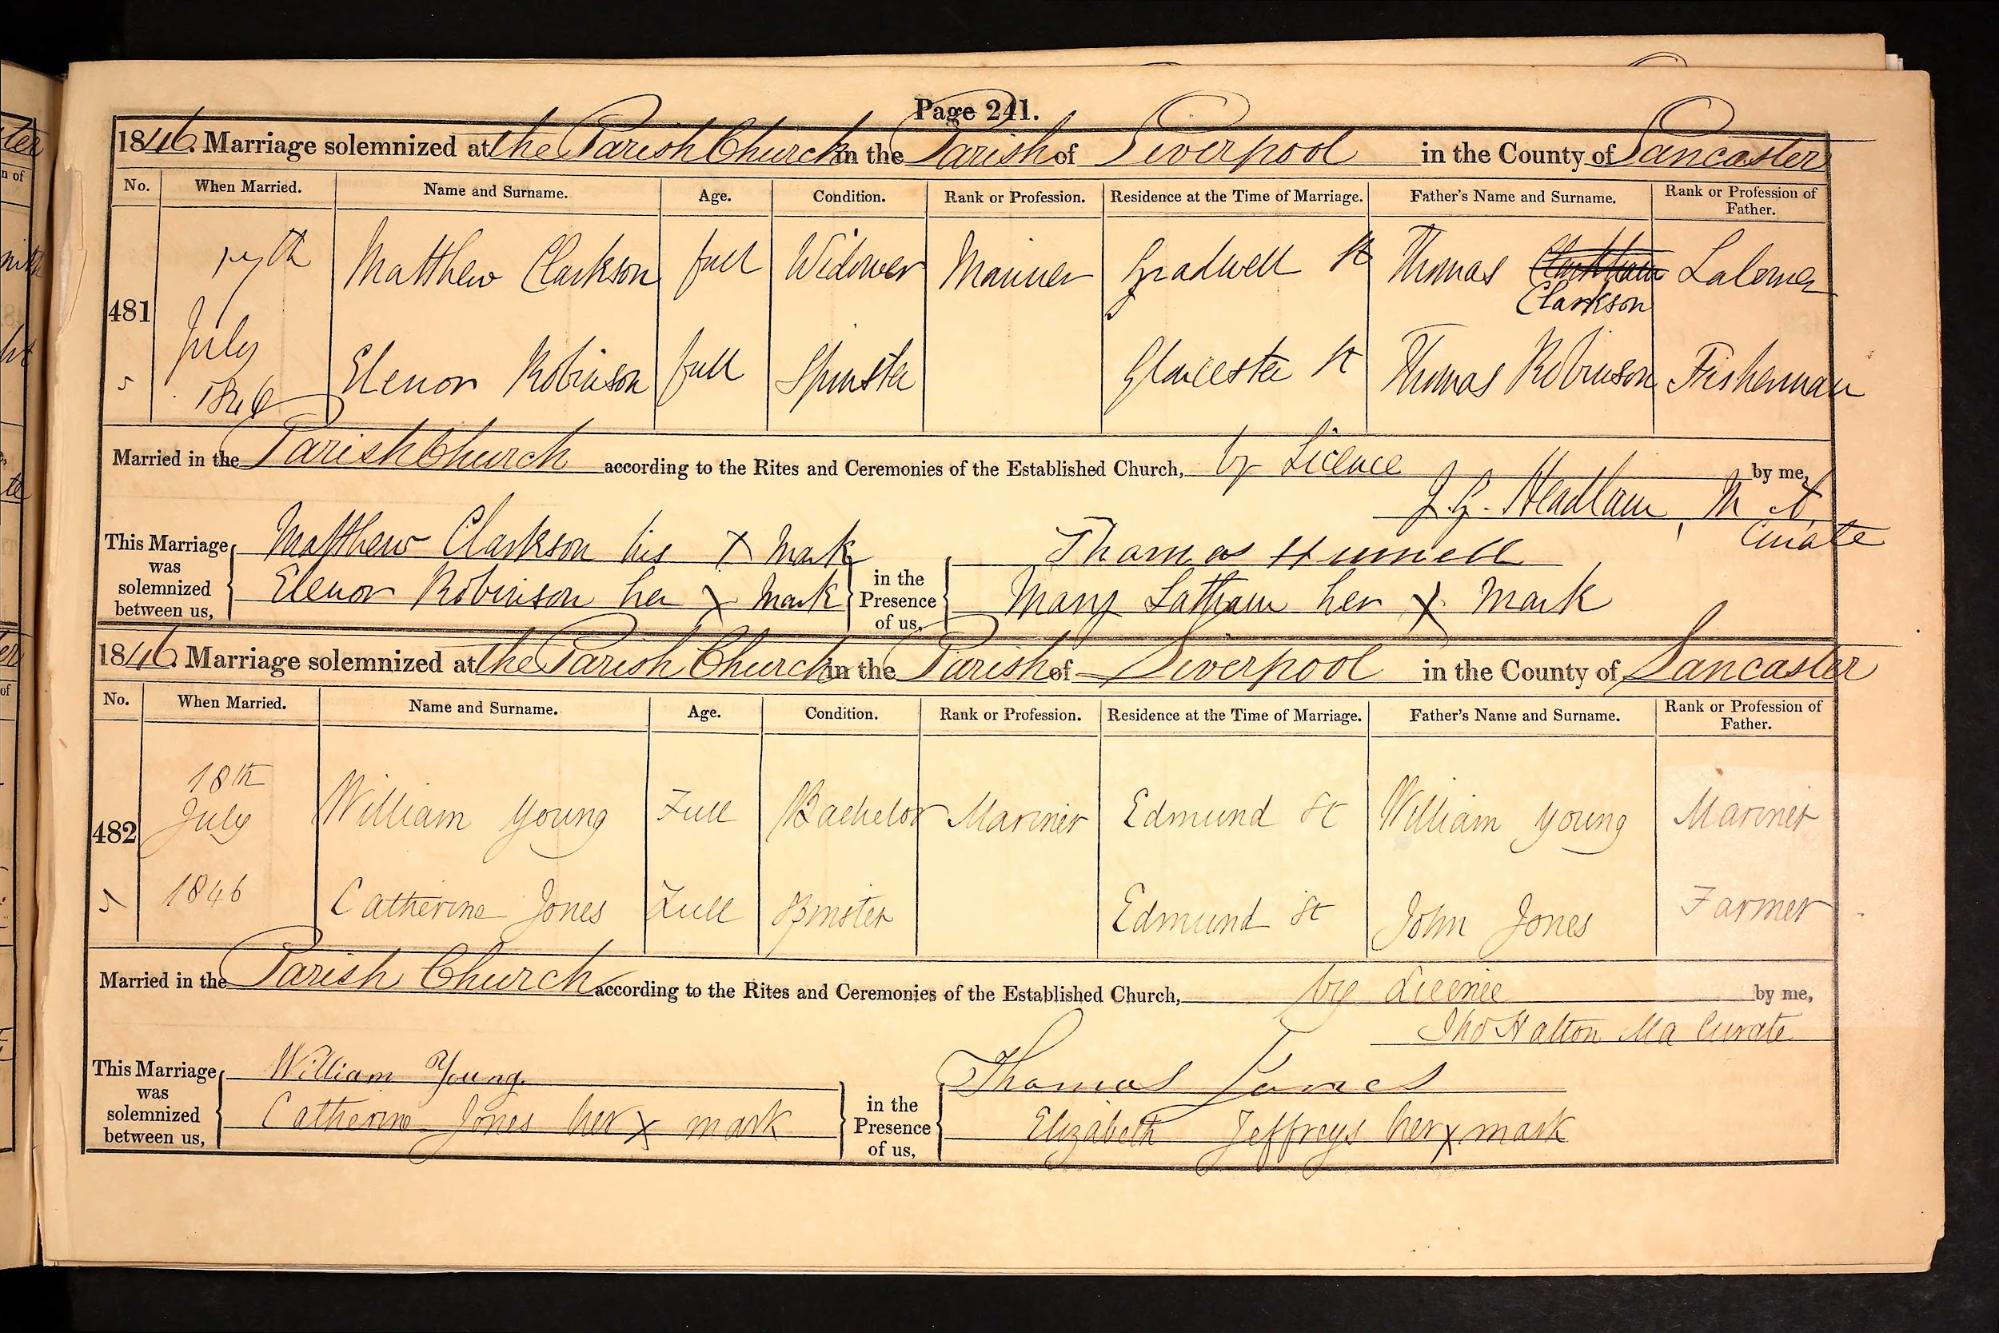 Page 241.
1846. Marriage solemnized at the Parish Church in the Parish of Liverpool in the County of Lancaster
No. When Married. Name and Surname. Age. Condition. Rank or Profession. Residence at the Time of Marriage. Father's Name and Surname. Rank or Profession of Father.
481 17th July 1846 Matthew Clarkson full Widower Mariner Gradwell St Thomas Clarkson Laborer
5 Elenor Robinson full Spinster Gloucester St Thomas Robinson Fisherman
Married in the Parish Church according to the Rites and Ceremonies of the Established Church, by Licence by me,
J. G. Headlam, M A, Curate
This Marriage was solemnized between us, Matthew Clarkson his X Mark in the Presence of us, Thomas
Elenor Robinson her X Mark Mary Latham her X Mark
1846. Marriage solemnized at the Parish Church in the Parish of Liverpool in the County of Lancaster
No. When Married. Name and Surname. Age. Condition. Rank or Profession. Residence at the Time of Marriage. Father's Name and Surname. Rank or Profession of Father.
482 18th July 1846 William Young Full Bachelor Mariner Edmund St William Young Mariner
5 Catherine Jones Full Spinster Edmund St John Jones Farmer
Married in the Parish Church according to the Rites and Ceremonies of the Established Church, by Licence by me,
Thos Halton Ma Curate
This Marriage was solemnized between us, William Young. in the Presence of us, Thomas Jones
Catherine Jones her X mark Elizabeth Jeffreys her X mark